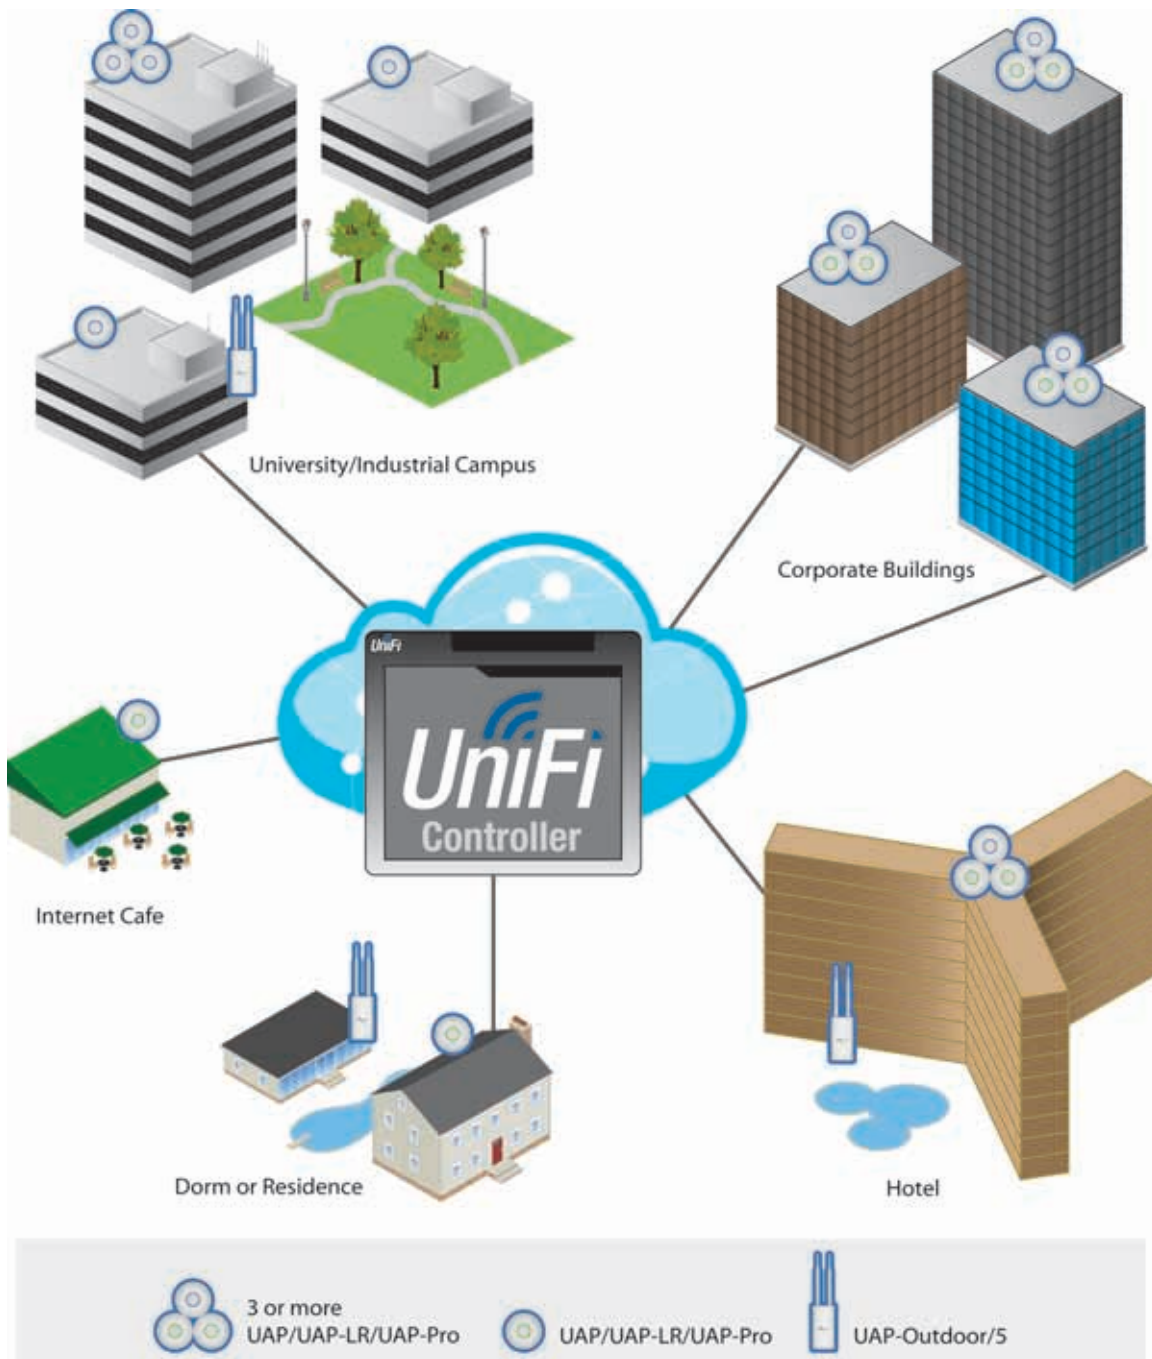 University/Industrial Campus
Corporate Buildings
UniFi
UniFi
Controller
Internet Cafe
Dorm or Residence
Hotel
3 or more
UAP/UAP-LR/UAP-Pro
UAP/UAP-LR/UAP-Pro
UAP-Outdoor/5